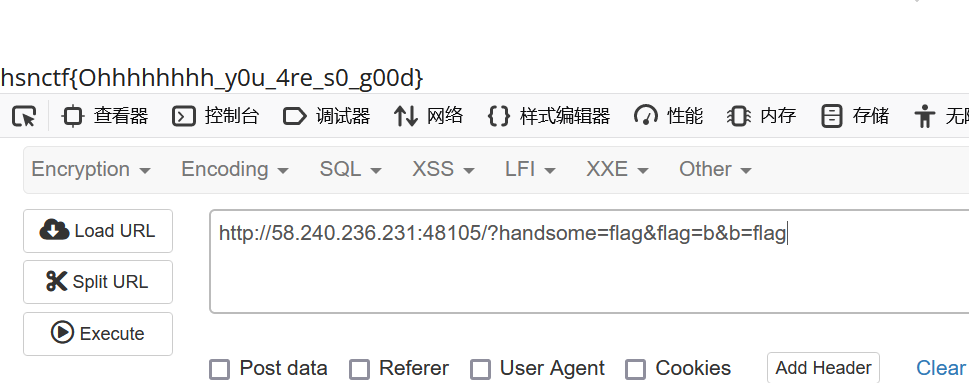 hsnctf{Ohhhhhhhh_y0u_4re_s0_g00d}
查看器 控制台 调试器 网络 样式编辑器 性能 内存 存储
Encryption Encoding SQL XSS LFI XXE Other
Load URL http://58.240.236.231:48105/?handsome=flag&flag=b&b=flag
Split URL
Execute
Post data Referer User Agent Cookies Add Header Clear